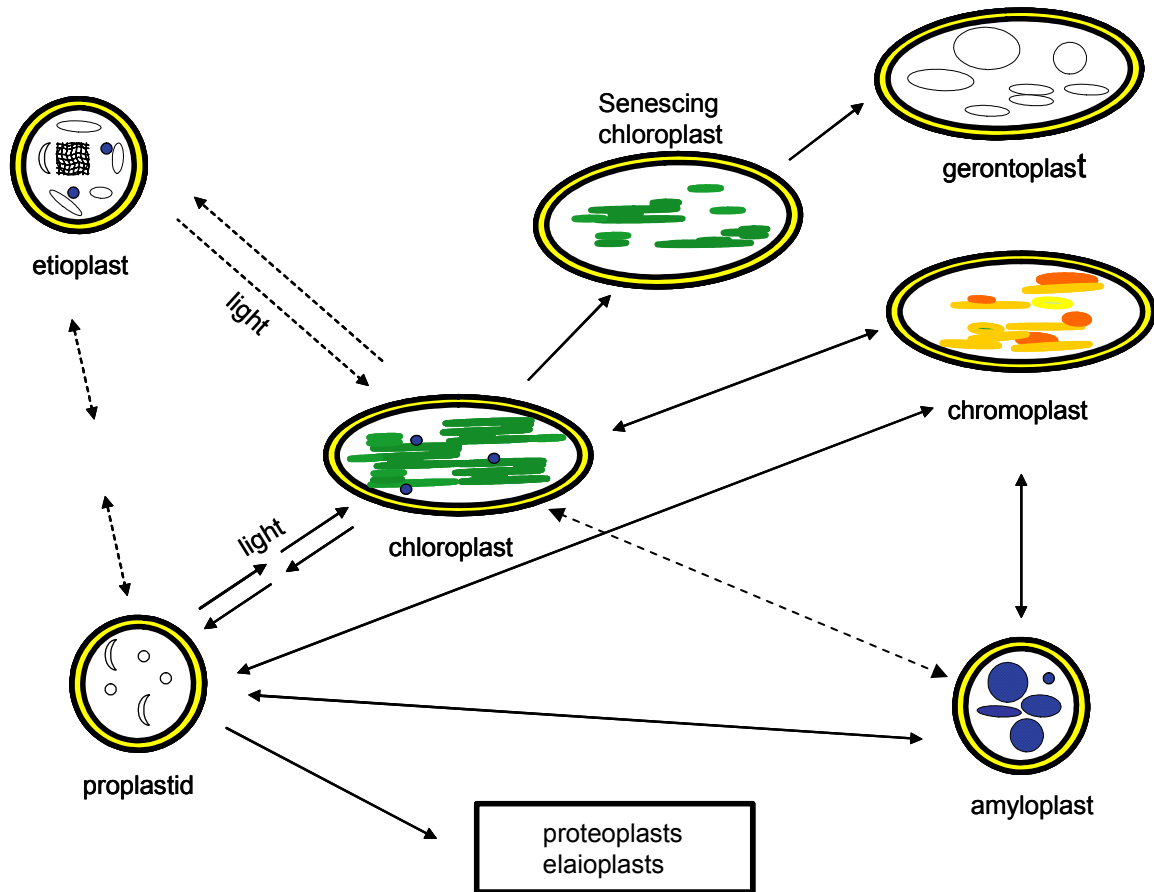 Senescing
chloroplast
gerontoplast
etioplast
light
chromoplast
light
chloroplast
proplastid
amyloplast
proteoplasts
elaioplasts